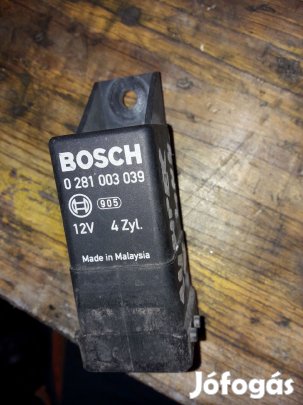 BOSCH
0 281 003 039
905
12V 4 Zyl.
Made in Malaysia
Jófogás